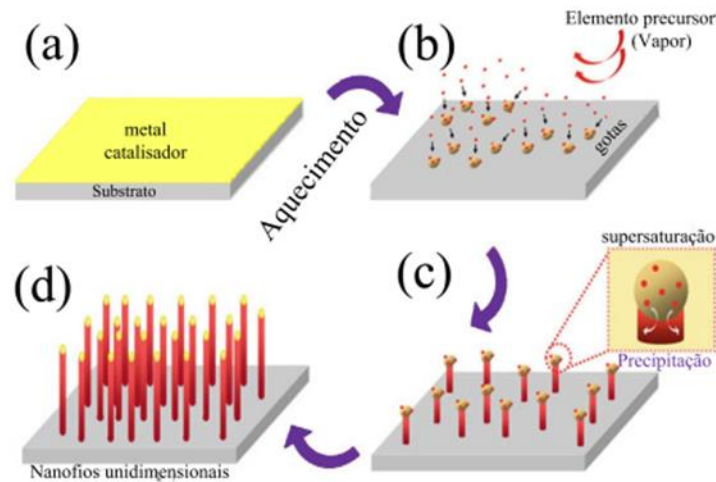 (a)
metal
catalisador
Substrato
Aquecimento
(b)
Elemento precursor
(Vapor)
gotas
(c)
supersaturação
Precipitação
(d)
Nanofios unidimensionais